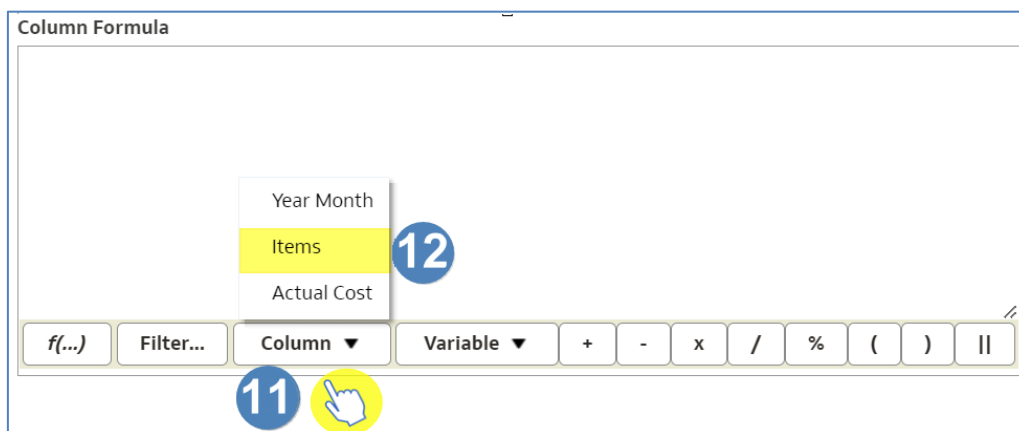 Column Formula
Year Month
Items
12
Actual Cost
f(...) Filter... Column ▼ Variable ▼ + - x / % ( ) ||
11